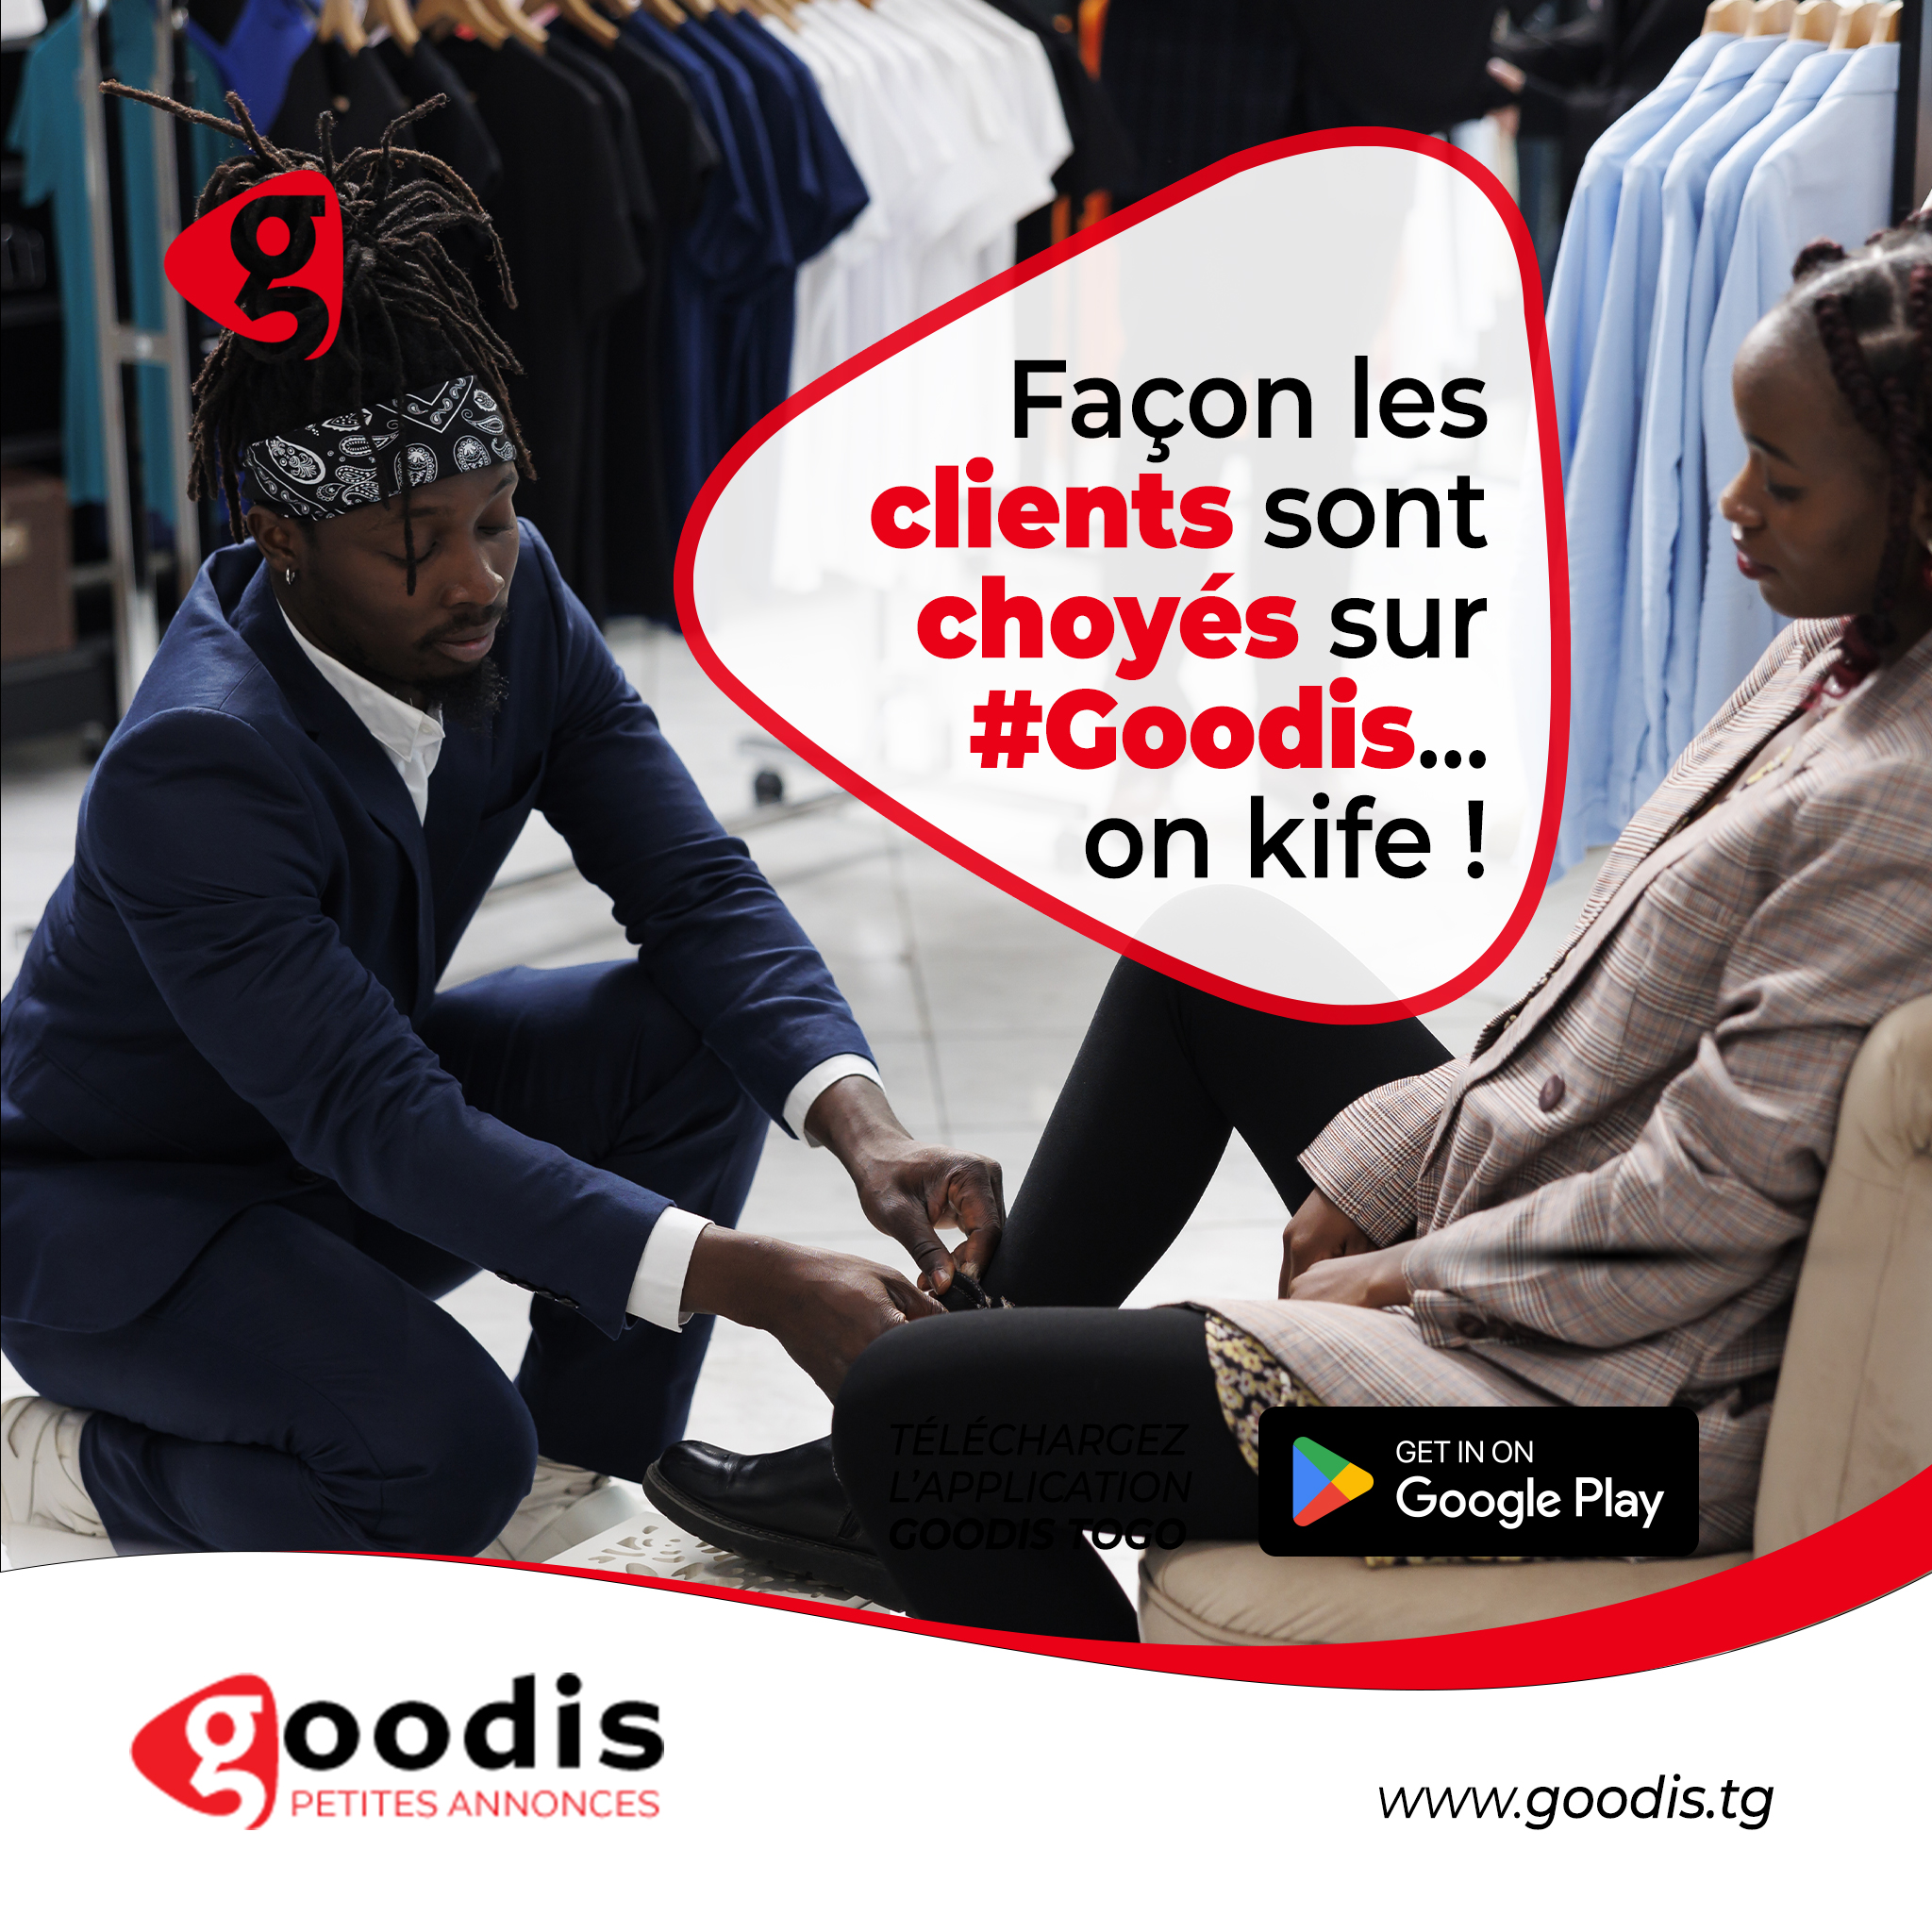 g
Façon les
clients sont
choyés sur
#Goodis...
on kife !
TÉLÉCHARGEZ
L'APPLICATION
GOODIS TOGO
GET IN ON
Google Play
goodis
PETITES ANNONCES
www.goodis.tg